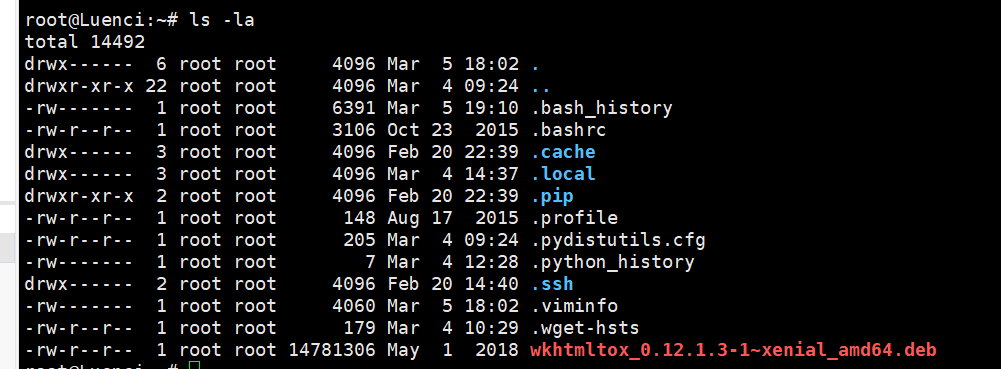 root@Luenci:~# ls -la
total 14492
drwx------  6 root root     4096 Mar  5 18:02 .
drwxr-xr-x 22 root root     4096 Mar  4 09:24 ..
-rw-------  1 root root     6391 Mar  5 19:10 .bash_history
-rw-r--r--  1 root root     3106 Oct 23  2015 .bashrc
drwx------  3 root root     4096 Feb 20 22:39 .cache
drwx------  3 root root     4096 Mar  4 14:37 .local
drwxr-xr-x  2 root root     4096 Feb 20 22:39 .pip
-rw-r--r--  1 root root      148 Aug 17  2015 .profile
-rw-r--r--  1 root root      205 Mar  4 09:24 .pydistutils.cfg
-rw-------  1 root root        7 Mar  4 12:28 .python_history
drwx------  2 root root     4096 Feb 20 14:40 .ssh
-rw-------  1 root root     4060 Mar  5 18:02 .viminfo
-rw-r--r--  1 root root      179 Mar  4 10:29 .wget-hsts
-rw-r--r--  1 root root 14781306 May  1  2018 wkhtmltox_0.12.1.3-1~xenial_amd64.deb